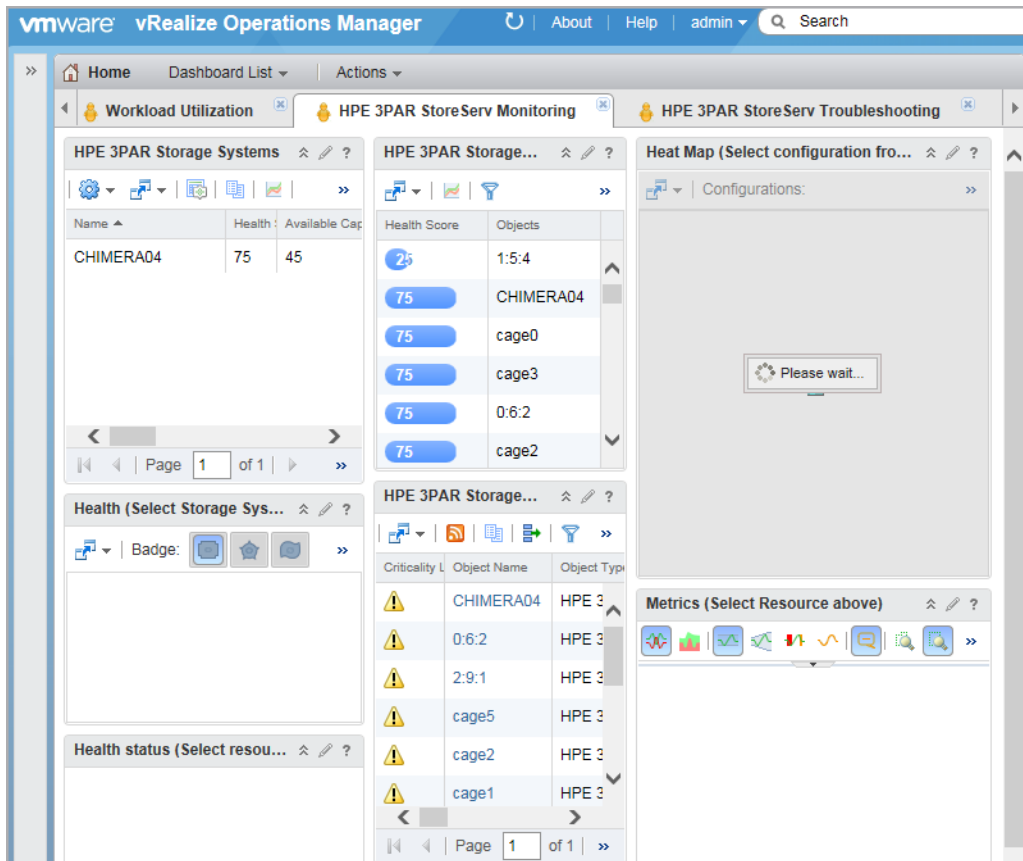 vmware vRealize Operations Manager About Help admin Search
Home Dashboard List Actions
Workload Utilization HPE 3PAR StoreServ Monitoring HPE 3PAR StoreServ Troubleshooting
HPE 3PAR Storage Systems
Name Health Available Cap
CHIMERA04 75 45
Page 1 of 1
Health (Select Storage Sys...
Badge:
Health status (Select resou...
HPE 3PAR Storage...
Health Score Objects
25 1:5:4
75 CHIMERA04
75 cage0
75 cage3
75 0:6:2
75 cage2
HPE 3PAR Storage...
Criticality L Object Name Object Type
CHIMERA04 HPE 3
0:6:2 HPE 3
2:9:1 HPE 3
cage5 HPE 3
cage2 HPE 3
cage1 HPE 3
Page 1 of 1
Heat Map (Select configuration fro...
Configurations:
Please wait...
Metrics (Select Resource above)